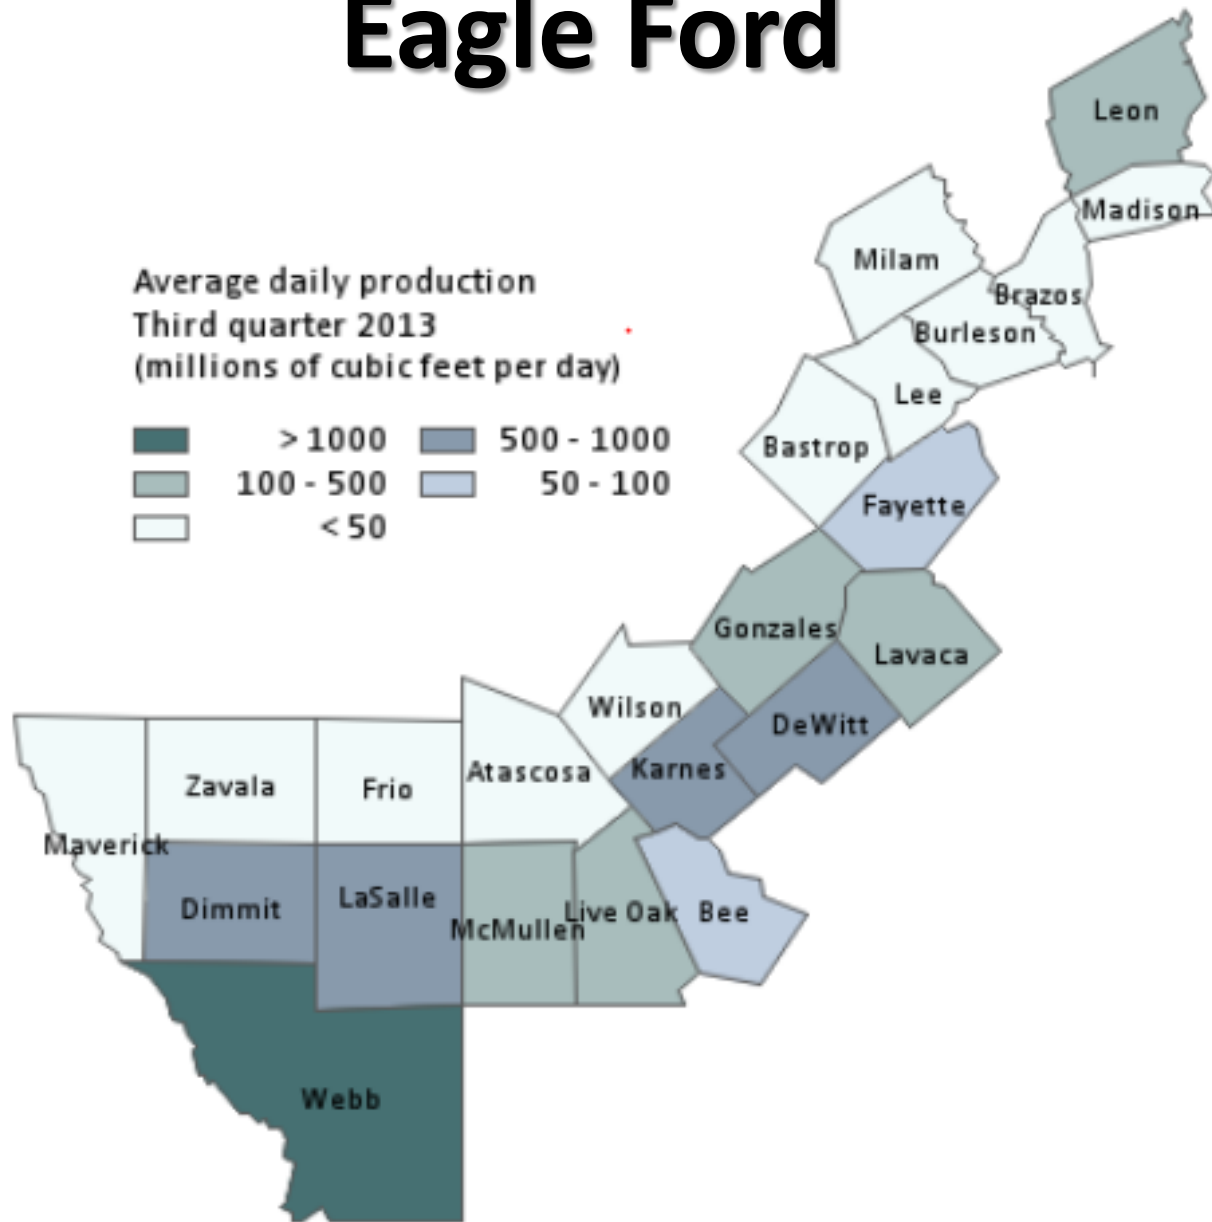 Eagle Ford
Leon
Madison
Milam
Average daily production
Third quarter 2013
(millions of cubic feet per day)
Brazos
Burleson
Lee
> 1000
500 - 1000
Bastrop
100 - 500
50 - 100
Fayette
< 50
Gonzales
Lavaca
Wilson
DeWitt
Atascosa
Karnes
Zavala
Frio
Maverick
Dimmit
LaSalle
McMullen
Live Oak
Bee
Webb